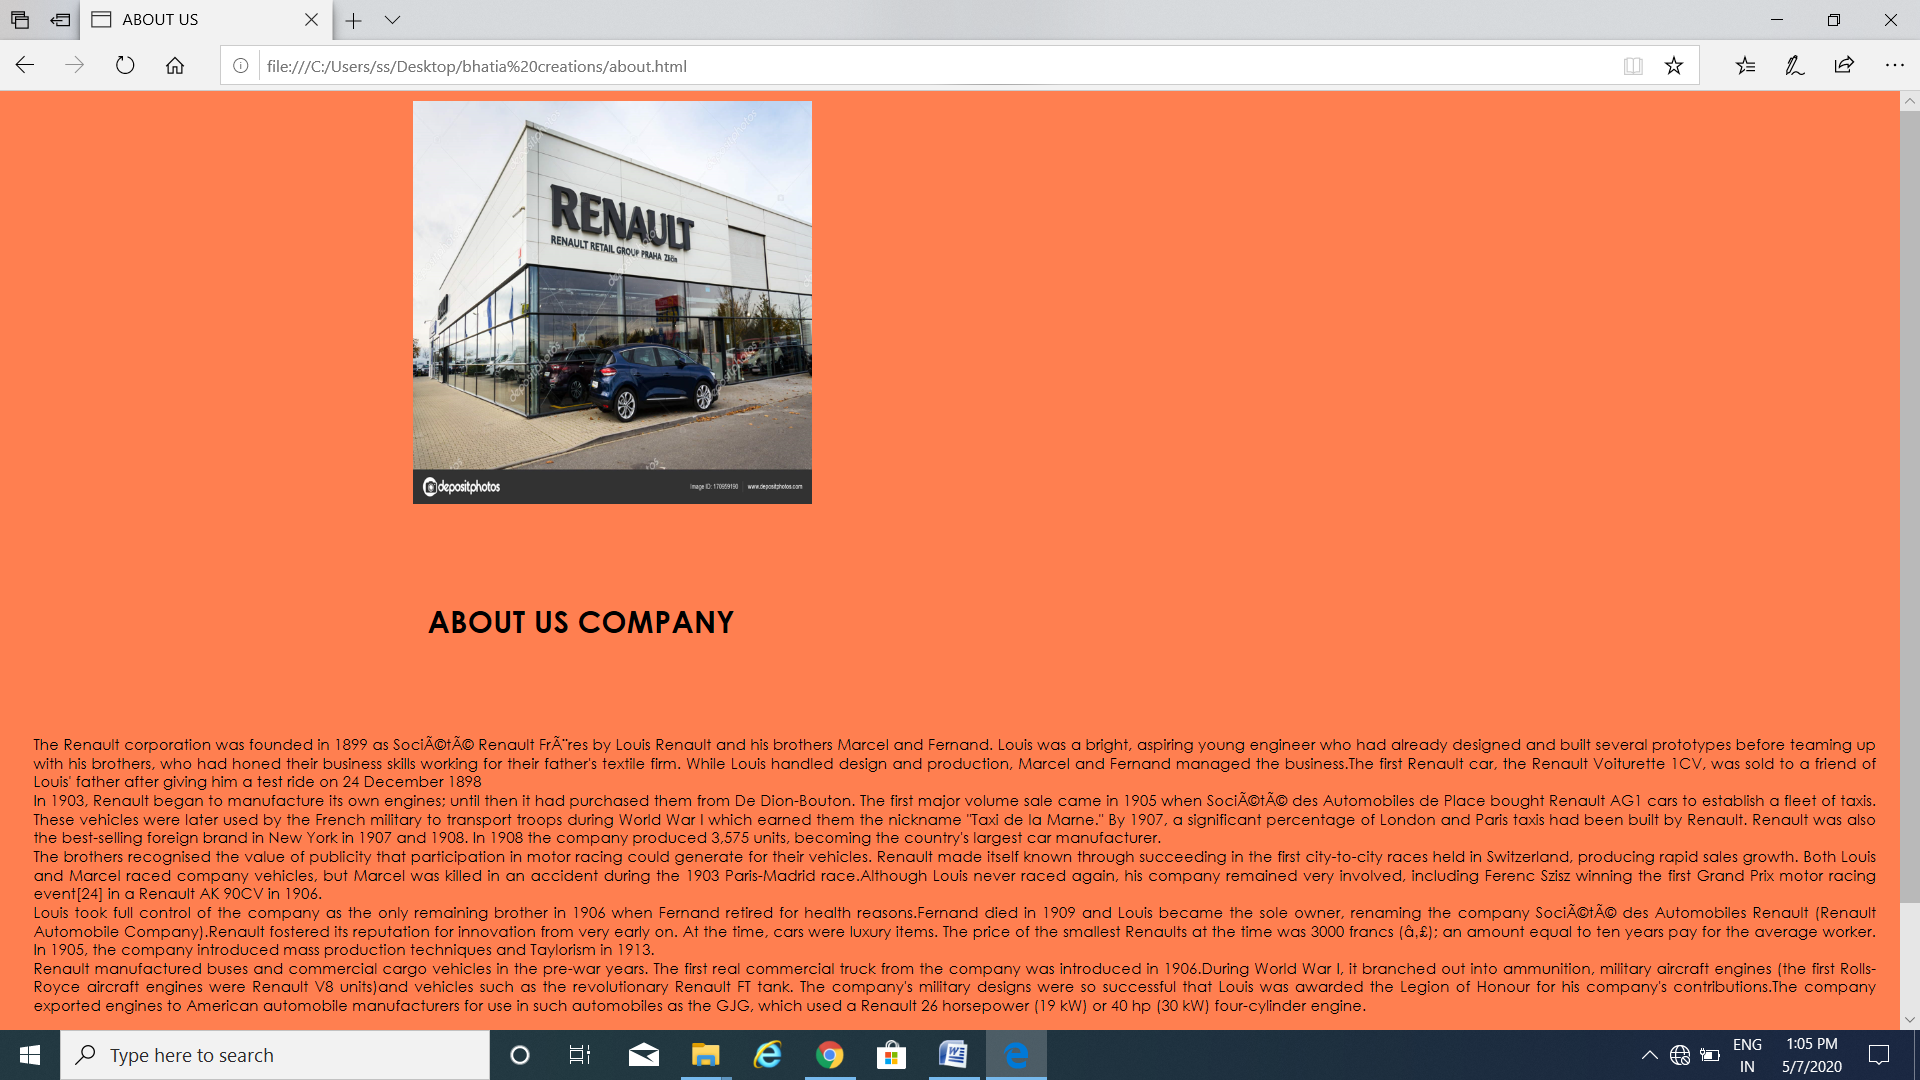 ABOUT US
file:///C:/Users/ss/Desktop/bhatia%20creations/about.html
RENAULT
RENAULT RETAIL GROUP PRAHA Zličín
depositphotos
Image ID: 170959190 www.depositphotos.com
ABOUT US COMPANY
The Renault corporation was founded in 1899 as SociÃ©tÃ© Renault FrÃ¨res by Louis Renault and his brothers Marcel and Fernand. Louis was a bright, aspiring young engineer who had already designed and built several prototypes before teaming up
with his brothers, who had honed their business skills working for their father's textile firm. While Louis handled design and production, Marcel and Fernand managed the business.The first Renault car, the Renault Voiturette 1CV, was sold to a friend of
Louis' father after giving him a test ride on 24 December 1898
In 1903, Renault began to manufacture its own engines; until then it had purchased them from De Dion-Bouton. The first major volume sale came in 1905 when SociÃ©tÃ© des Automobiles de Place bought Renault AG1 cars to establish a fleet of taxis.
These vehicles were later used by the French military to transport troops during World War I which earned them the nickname "Taxi de la Marne." By 1907, a significant percentage of London and Paris taxis had been built by Renault. Renault was also
the best-selling foreign brand in New York in 1907 and 1908. In 1908 the company produced 3,575 units, becoming the country's largest car manufacturer.
The brothers recognised the value of publicity that participation in motor racing could generate for their vehicles. Renault made itself known through succeeding in the first city-to-city races held in Switzerland, producing rapid sales growth. Both Louis
and Marcel raced company vehicles, but Marcel was killed in an accident during the 1903 Paris-Madrid race.Although Louis never raced again, his company remained very involved, including Ferenc Szisz winning the first Grand Prix motor racing
event[24] in a Renault AK 90CV in 1906.
Louis took full control of the company as the only remaining brother in 1906 when Fernand retired for health reasons.Fernand died in 1909 and Louis became the sole owner, renaming the company SociÃ©tÃ© des Automobiles Renault (Renault
Automobile Company).Renault fostered its reputation for innovation from very early on. At the time, cars were luxury items. The price of the smallest Renaults at the time was 3000 francs (â‚£); an amount equal to ten years pay for the average worker.
In 1905, the company introduced mass production techniques and Taylorism in 1913.
Renault manufactured buses and commercial cargo vehicles in the pre-war years. The first real commercial truck from the company was introduced in 1906.During World War I, it branched out into ammunition, military aircraft engines (the first Rolls-
Royce aircraft engines were Renault V8 units)and vehicles such as the revolutionary Renault FT tank. The company's military designs were so successful that Louis was awarded the Legion of Honour for his company's contributions.The company
exported engines to American automobile manufacturers for use in such automobiles as the GJG, which used a Renault 26 horsepower (19 kW) or 40 hp (30 kW) four-cylinder engine.
Type here to search
ENG
IN
1:05 PM
5/7/2020